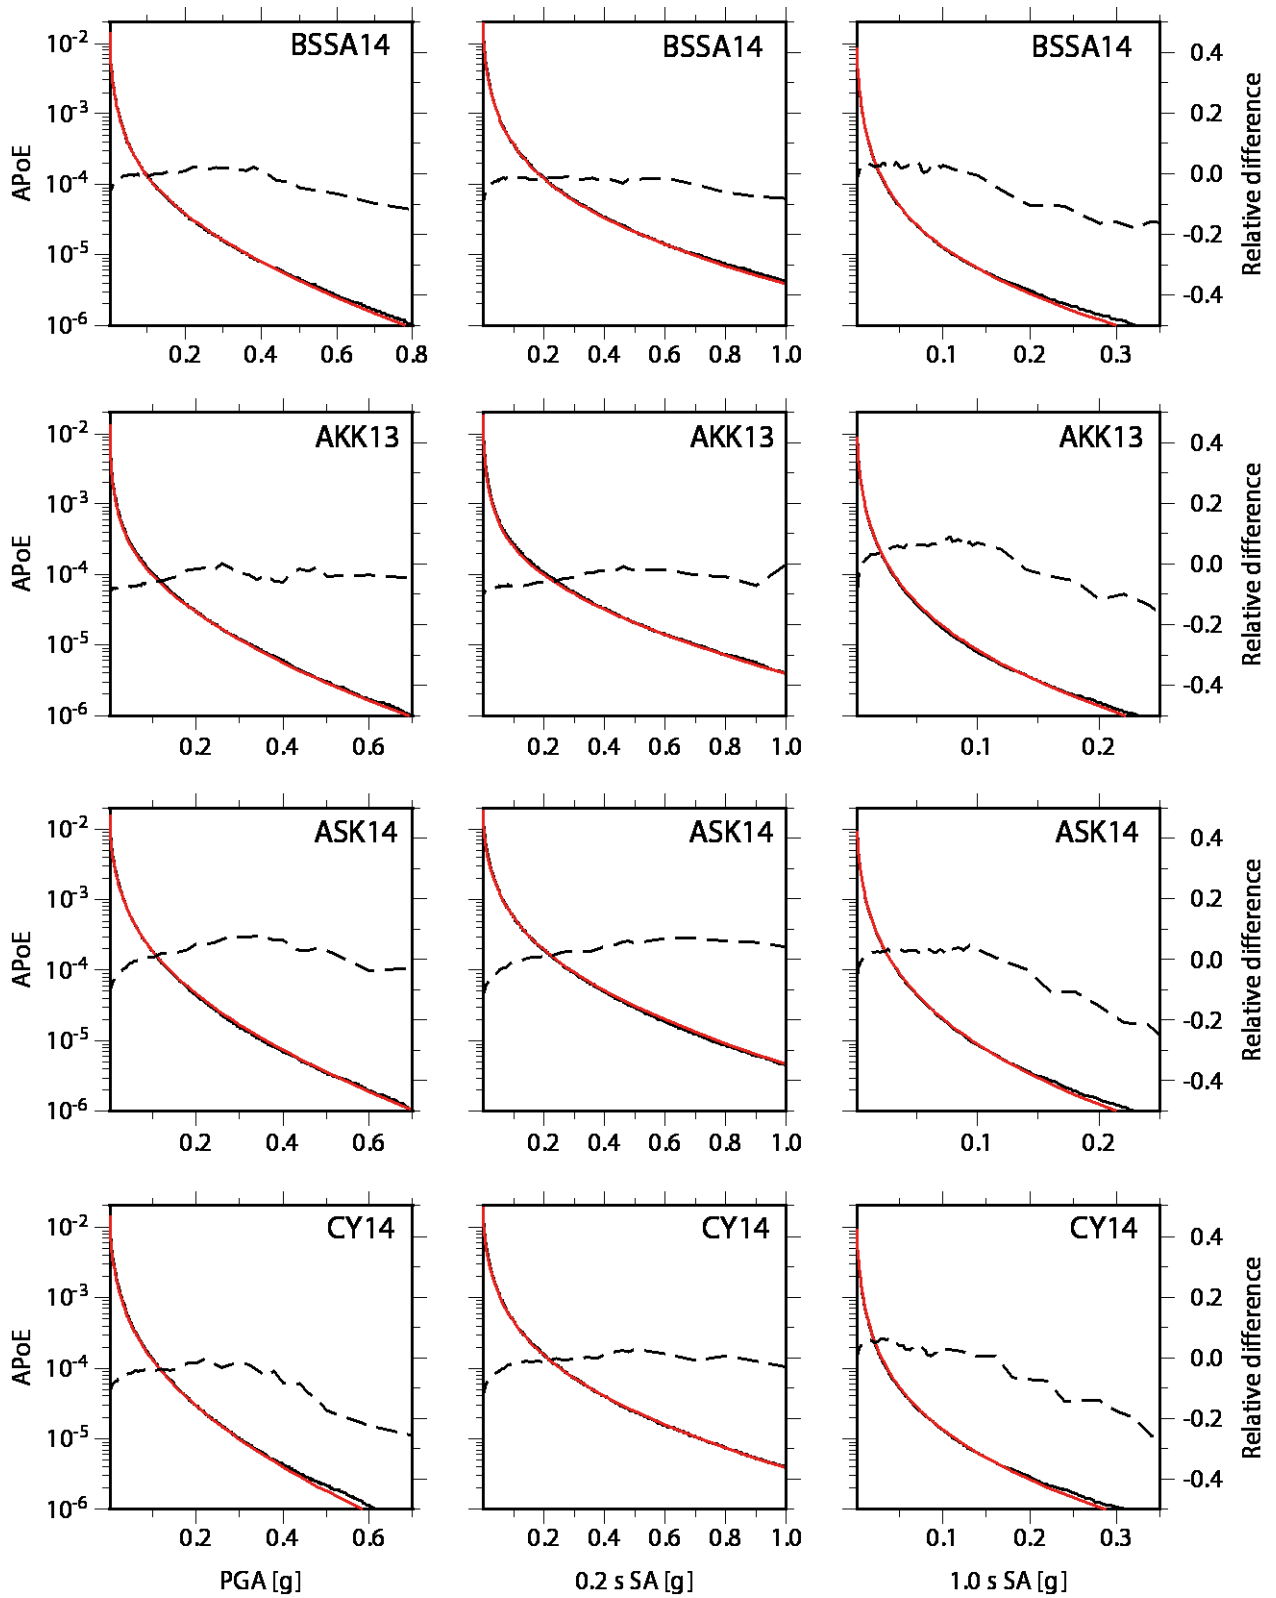 BSSA14 BSSA14 BSSA14
10-2 0.4
10-3 0.2
APoE 10-4 0.0 Relative difference
10-5 -0.2
10-6 -0.4
0.2 0.4 0.6 0.8 0.2 0.4 0.6 0.8 1.0 0.1 0.2 0.3
AKK13 AKK13 AKK13
10-2 0.4
10-3 0.2
APoE 10-4 0.0 Relative difference
10-5 -0.2
10-6 -0.4
0.2 0.4 0.6 0.2 0.4 0.6 0.8 1.0 0.1 0.2
ASK14 ASK14 ASK14
10-2 0.4
10-3 0.2
APoE 10-4 0.0 Relative difference
10-5 -0.2
10-6 -0.4
0.2 0.4 0.6 0.2 0.4 0.6 0.8 1.0 0.1 0.2
CY14 CY14 CY14
10-2 0.4
10-3 0.2
APoE 10-4 0.0 Relative difference
10-5 -0.2
10-6 -0.4
0.2 0.4 0.6 0.2 0.4 0.6 0.8 1.0 0.1 0.2 0.3
PGA [g] 0.2 s SA [g] 1.0 s SA [g]